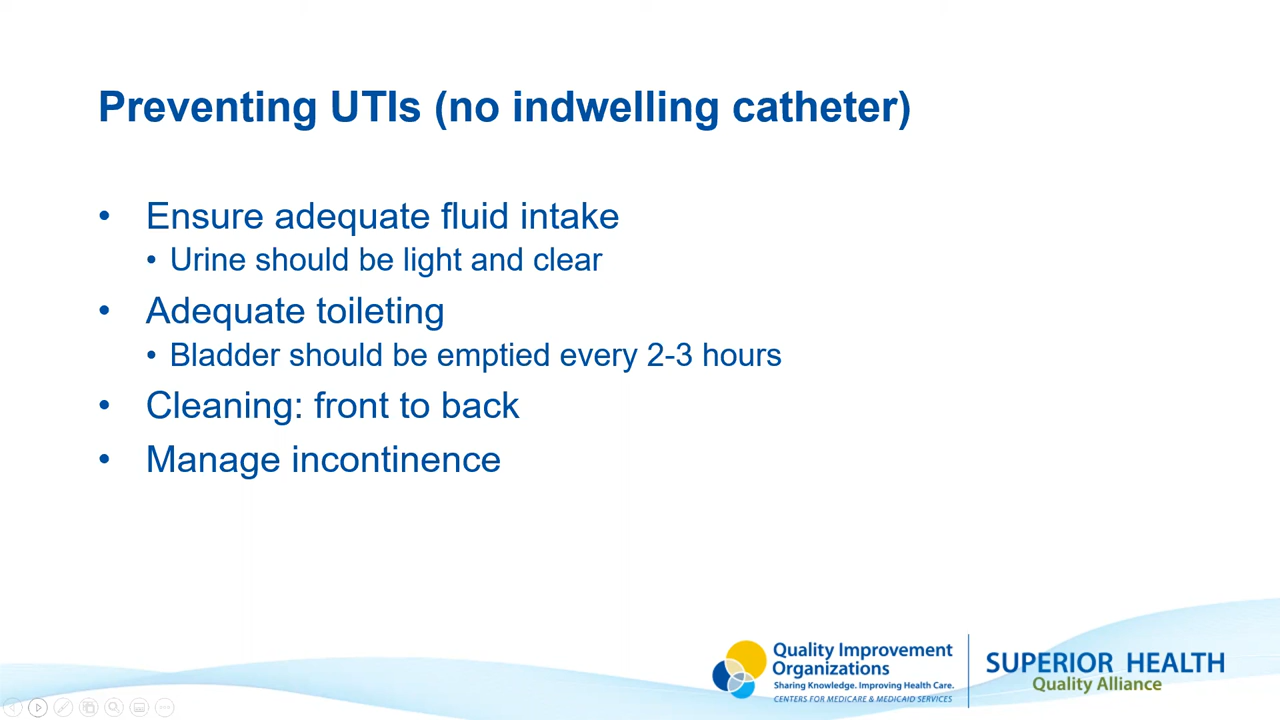 Preventing UTIs (no indwelling catheter)
• Ensure adequate fluid intake
• Urine should be light and clear
• Adequate toileting
• Bladder should be emptied every 2-3 hours
• Cleaning: front to back
• Manage incontinence
Quality Improvement
Organizations
Sharing Knowledge. Improving Health Care.
CENTERS FOR MEDICARE & MEDICAID SERVICES
SUPERIOR HEALTH
Quality Alliance